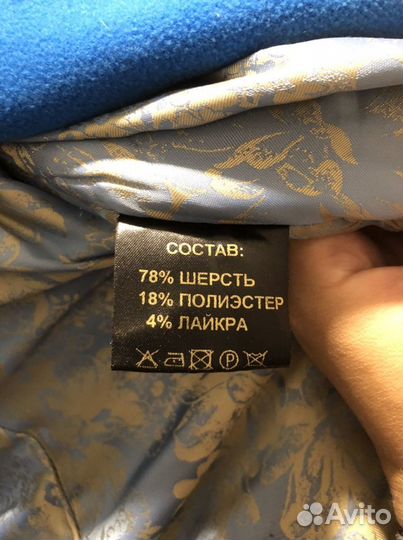 СОСТАВ:
78% ШЕРСТЬ
18% ПОЛИЭСТЕР
4% ЛАЙКРА
P
Avito